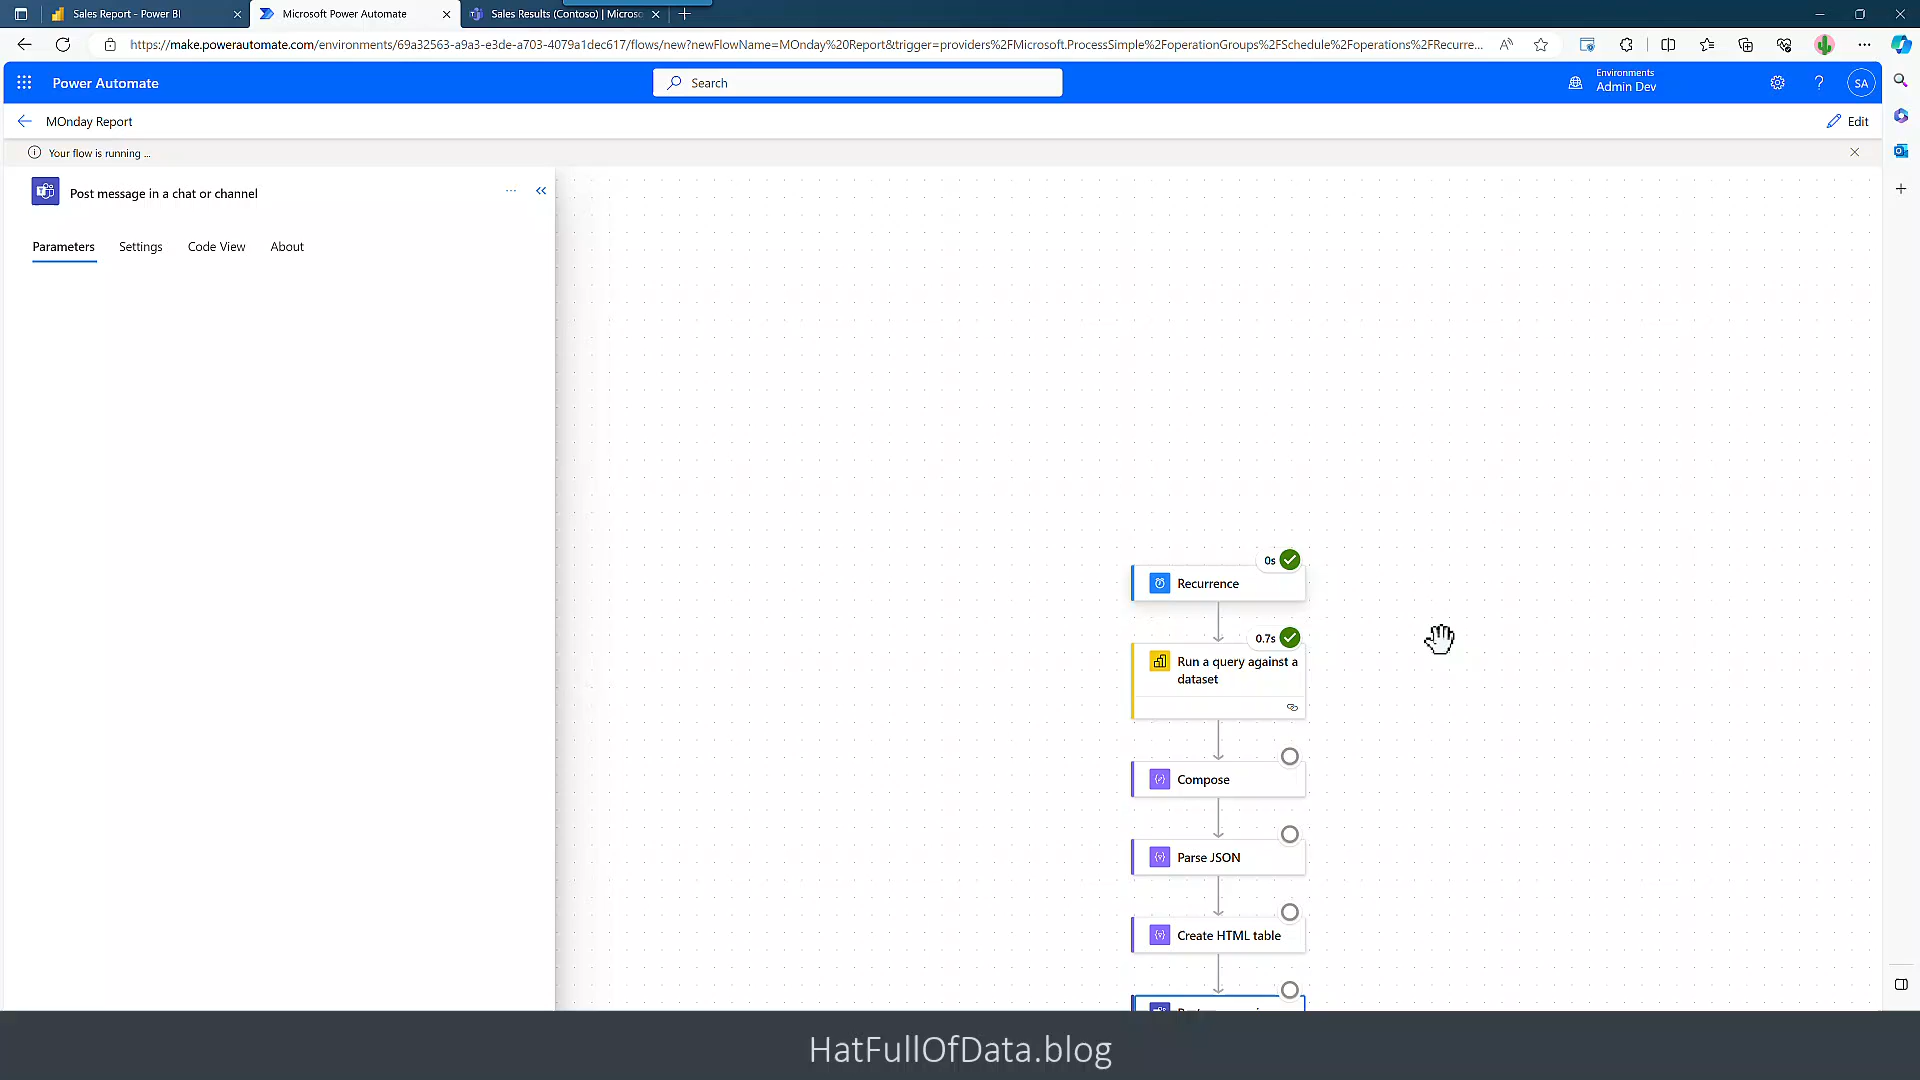 Sales Report - Power BI
Microsoft Power Automate
Sales Results (Contoso) | Microso
https://make.powerautomate.com/environments/69a32563-a9a3-e3de-a703-4079a1dec617/flows/new?newFlowName=MOnday%20Report&trigger=providers%2FMicrosoft.ProcessSimple%2FoperationGroups%2FSchedule%2Foperations%2FRecurre...
Power Automate
Search
Environments
Admin Dev
SA
MOnday Report
Edit
Your flow is running ...
Post message in a chat or channel
Parameters
Settings
Code View
About
0s
Recurrence
0.7s
Run a query against a
dataset
Compose
Parse JSON
Create HTML table
HatFullOfData.blog